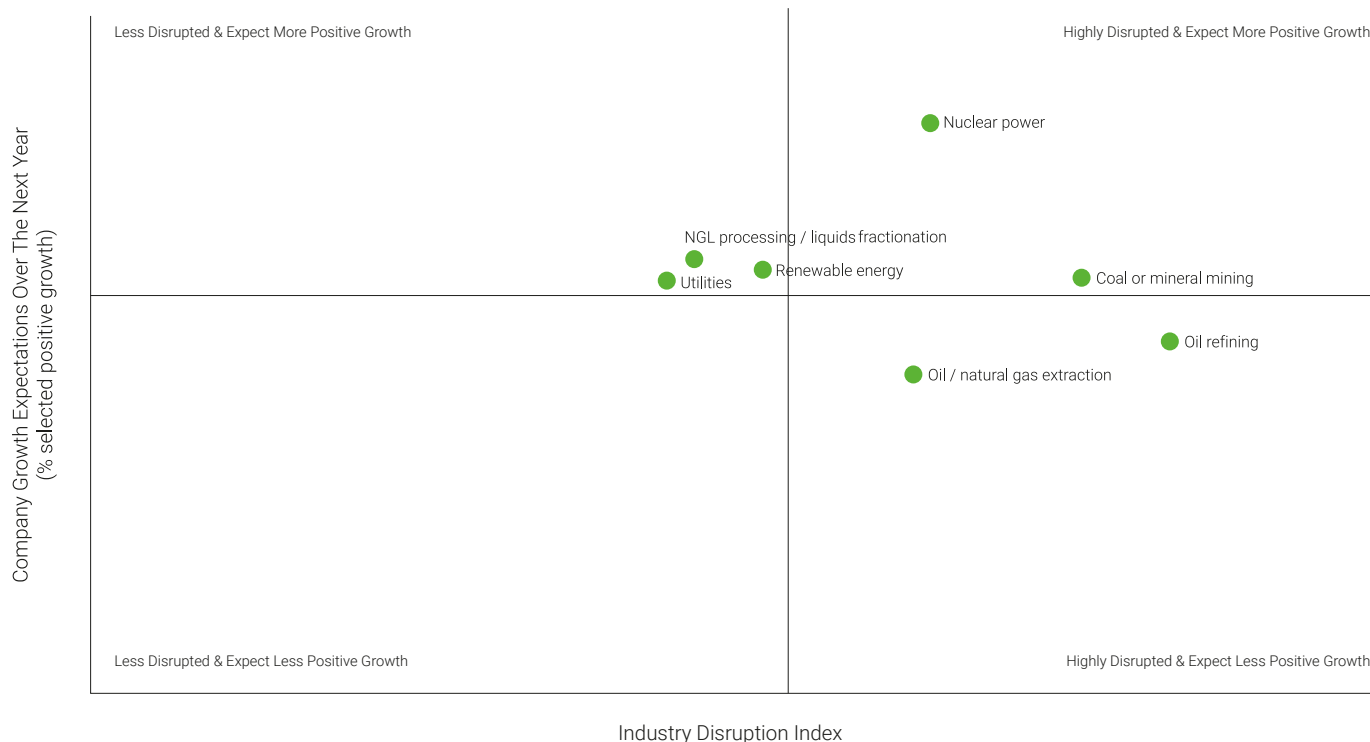 Less Disrupted & Expect More Positive Growth
Highly Disrupted & Expect More Positive Growth
Nuclear power
NGL processing / liquids fractionation
Renewable energy
Utilities
Coal or mineral mining
Oil refining
Oil / natural gas extraction
Company Growth Expectations Over The Next Year
(% selected positive growth)
Less Disrupted & Expect Less Positive Growth
Highly Disrupted & Expect Less Positive Growth
Industry Disruption Index